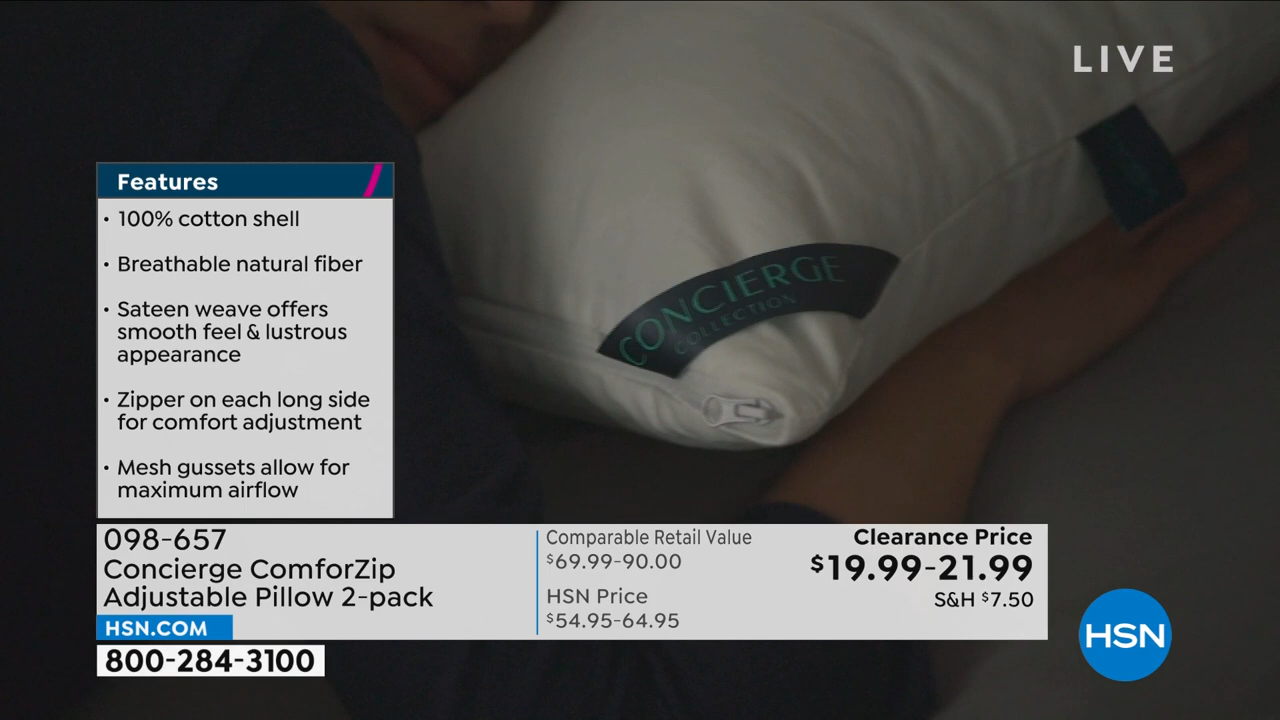 LIVE
Features
• 100% cotton shell
• Breathable natural fiber
• Sateen weave offers
smooth feel & lustrous
appearance
• Zipper on each long side
for comfort adjustment
• Mesh gussets allow for
maximum airflow
CONCIERGE
COLLECTION
098-657
Concierge ComforZip
Adjustable Pillow 2-pack
HSN.COM
800-284-3100
Comparable Retail Value
$69.99-90.00
HSN Price
$54.95-64.95
Clearance Price
$19.99-21.99
S&H $7.50
HSN